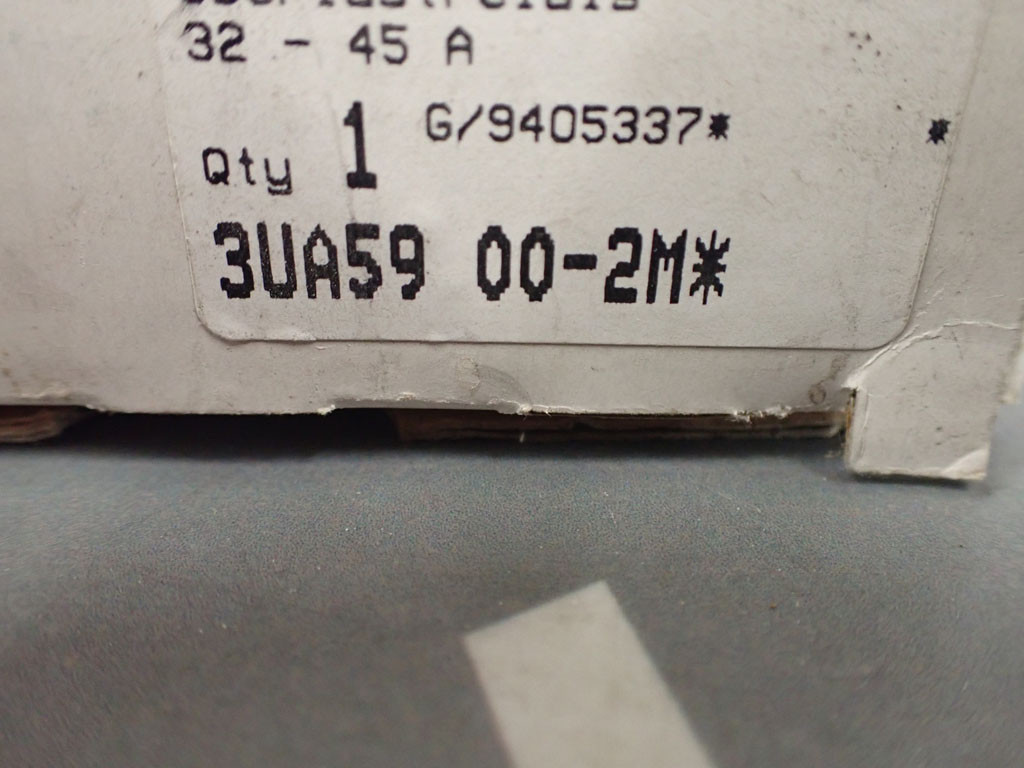 32 - 45 A
G/9405337* *
Qty 1
3UA59 00-2M*